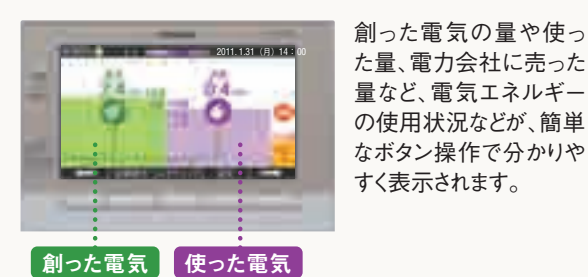 2011.1.31（月）14：00
創った電気の量や使っ
た量、電力会社に売った
量など、電気エネルギー
の使用状況などが、簡単
なボタン操作で分かりや
すく表示されます。
創った電気
使った電気